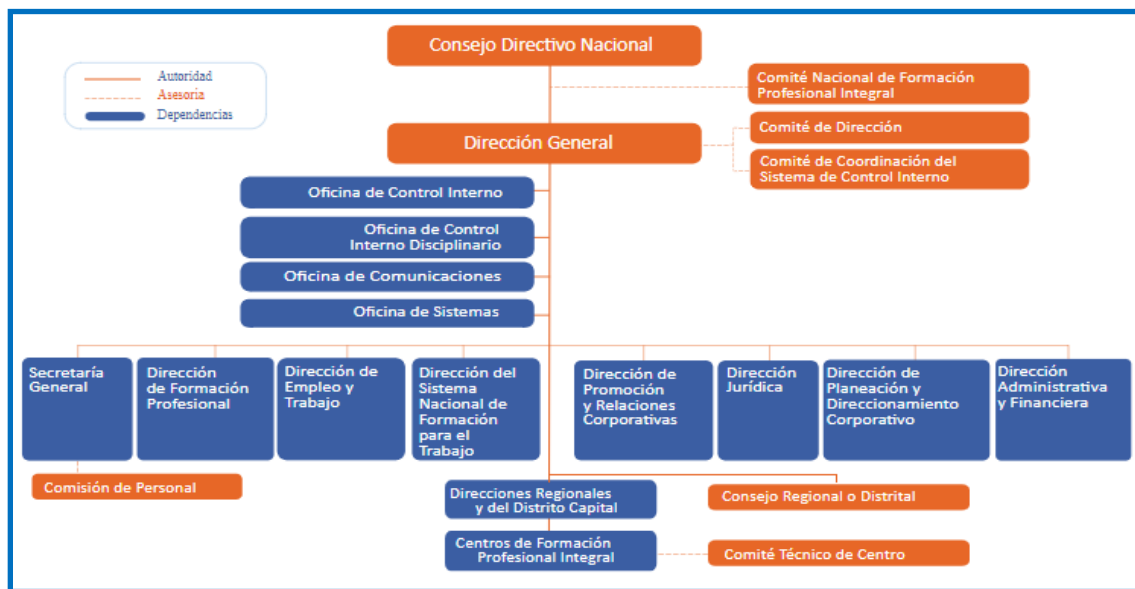 Consejo Directivo Nacional
Autoridad
Asesoría
Dependencias
Comité Nacional de Formación
Profesional Integral
Dirección General
Comité de Dirección
Comité de Coordinación del
Sistema de Control Interno
Oficina de Control Interno
Oficina de Control
Interno Disciplinario
Oficina de Comunicaciones
Oficina de Sistemas
Secretaría
General
Dirección
de Formación
Profesional
Dirección de
Empleo y
Trabajo
Dirección del
Sistema
Nacional de
Formación
para el
Trabajo
Dirección de
Promoción
y Relaciones
Corporativas
Dirección
Jurídica
Dirección de
Planeación y
Direccionamiento
Corporativo
Dirección
Administrativa
y Financiera
Comisión de Personal
Direcciones Regionales
y del Distrito Capital
Consejo Regional o Distrital
Centros de Formación
Profesional Integral
Comité Técnico de Centro